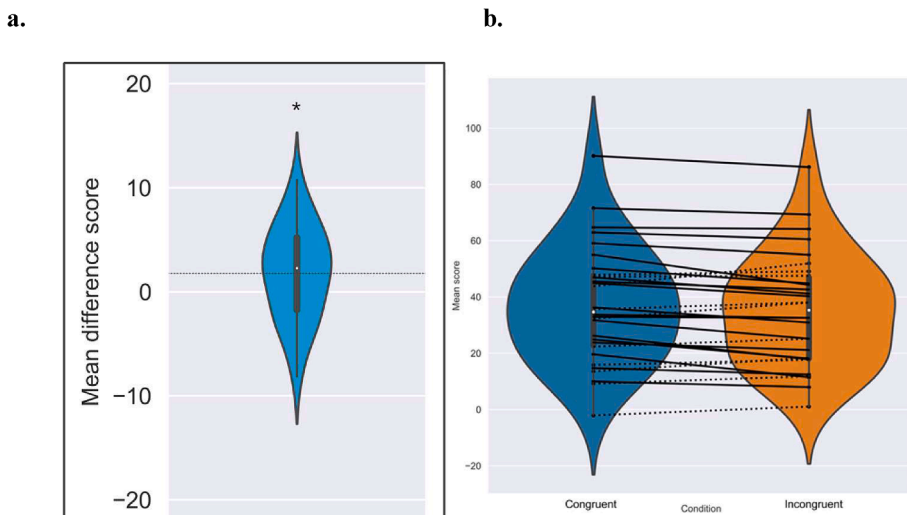 a.
b.
20
*
10
0
−10
−20
Mean difference score
100
80
60
40
20
0
−20
Mean score
Congruent
Condition
Incongruent